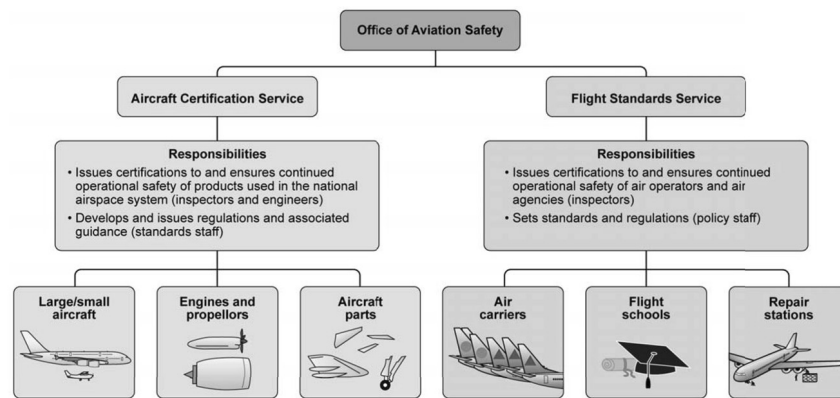 Office of Aviation Safety
Aircraft Certification Service
Flight Standards Service
Responsibilities
• Issues certifications to and ensures continued
operational safety of products used in the national
airspace system (inspectors and engineers)
• Develops and issues regulations and associated
guidance (standards staff)
Responsibilities
• Issues certifications to and ensures continued
operational safety of air operators and air
agencies (inspectors)
• Sets standards and regulations (policy staff)
Large/small
aircraft
Engines and
propellors
Aircraft
parts
Air
carriers
Flight
schools
Repair
stations